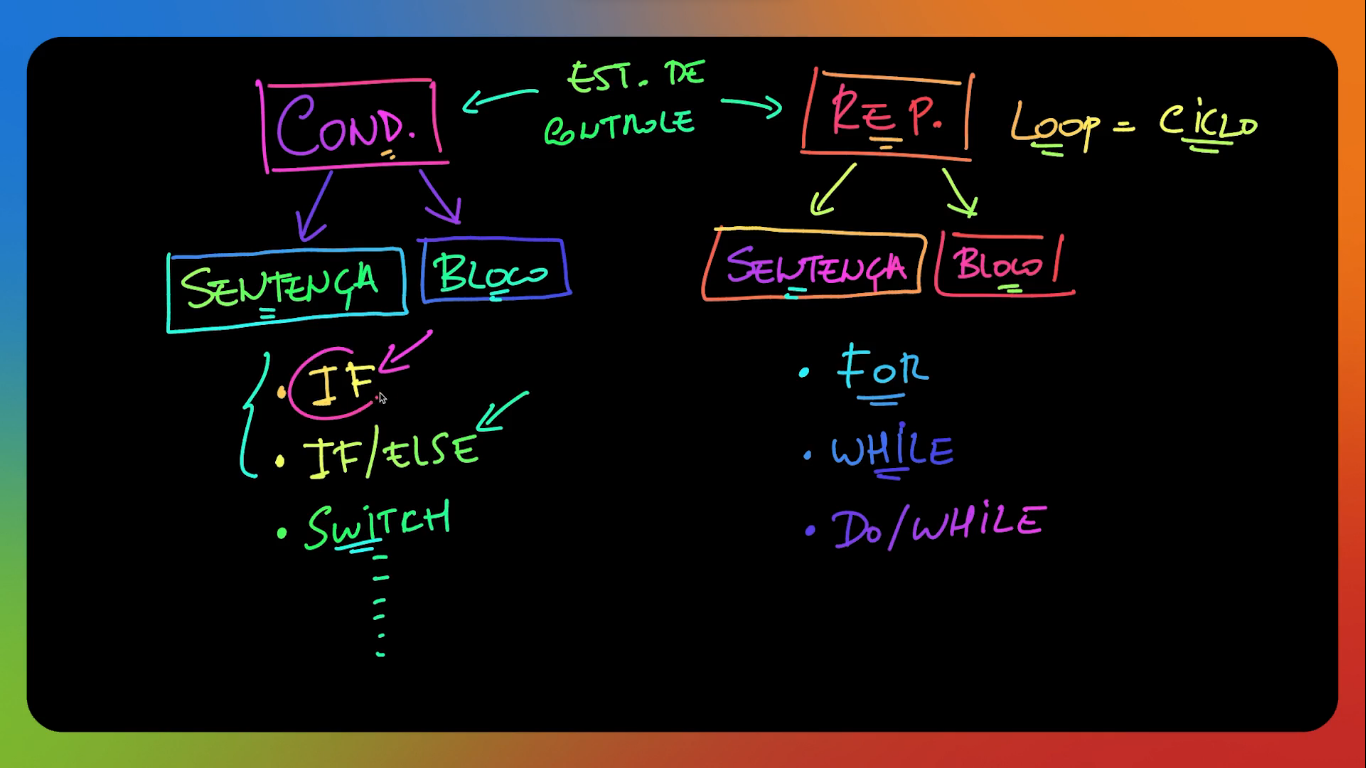 EST. DE
CONTROLE
COND.
REP.
LOOP = CICLO
SENTENÇA
BLOCO
SENTENÇA
BLOCO
• IF
• IF/ELSE
• SWITCH
• FOR
• WHILE
• DO/WHILE